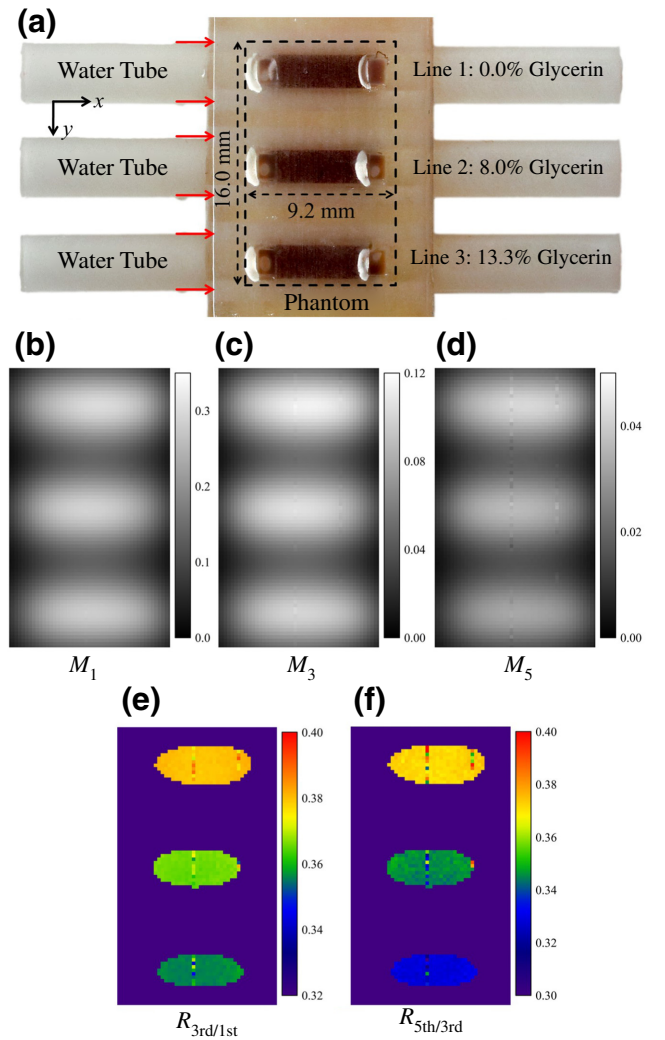 (a)
Water Tube
Line 1: 0.0% Glycerin
x
y
Water Tube
16.0 mm
Line 2: 8.0% Glycerin
9.2 mm
Water Tube
Line 3: 13.3% Glycerin
Phantom
(b)
(c)
(d)
0.3
0.2
0.1
0.0
0.12
0.08
0.04
0.00
0.04
0.02
0.00
M1
M3
M5
(e)
(f)
0.40
0.38
0.36
0.34
0.32
0.40
0.38
0.36
0.34
0.32
0.30
R3rd/1st
R5th/3rd